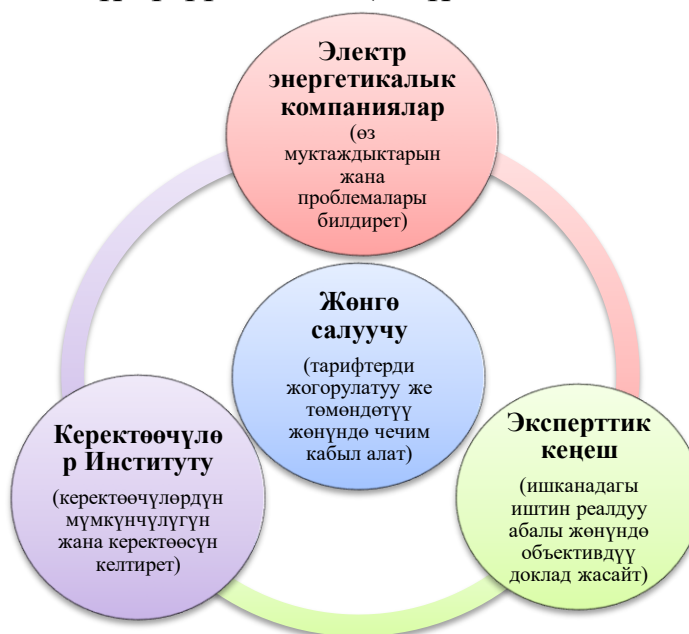 Электр
энергетикалык
компаниялар
(өз
муктаждыктарын
жана
проблемалары
билдирет)
Жөнгө
салуучу
(тарифтерди
жогорулатуу же
төмөндөтүү
жөнүндө чечим
кабыл алат)
Керектөөчүлө
р Институту
(керектөөчүлөрдүн
мүмкүнчүлүгүн
жана керектөөсүн
келтирет)
Эксперттик
кеңеш
(ишканадагы
иштин реалдуу
абалы жөнүндө
объективдүү
доклад жасайт)